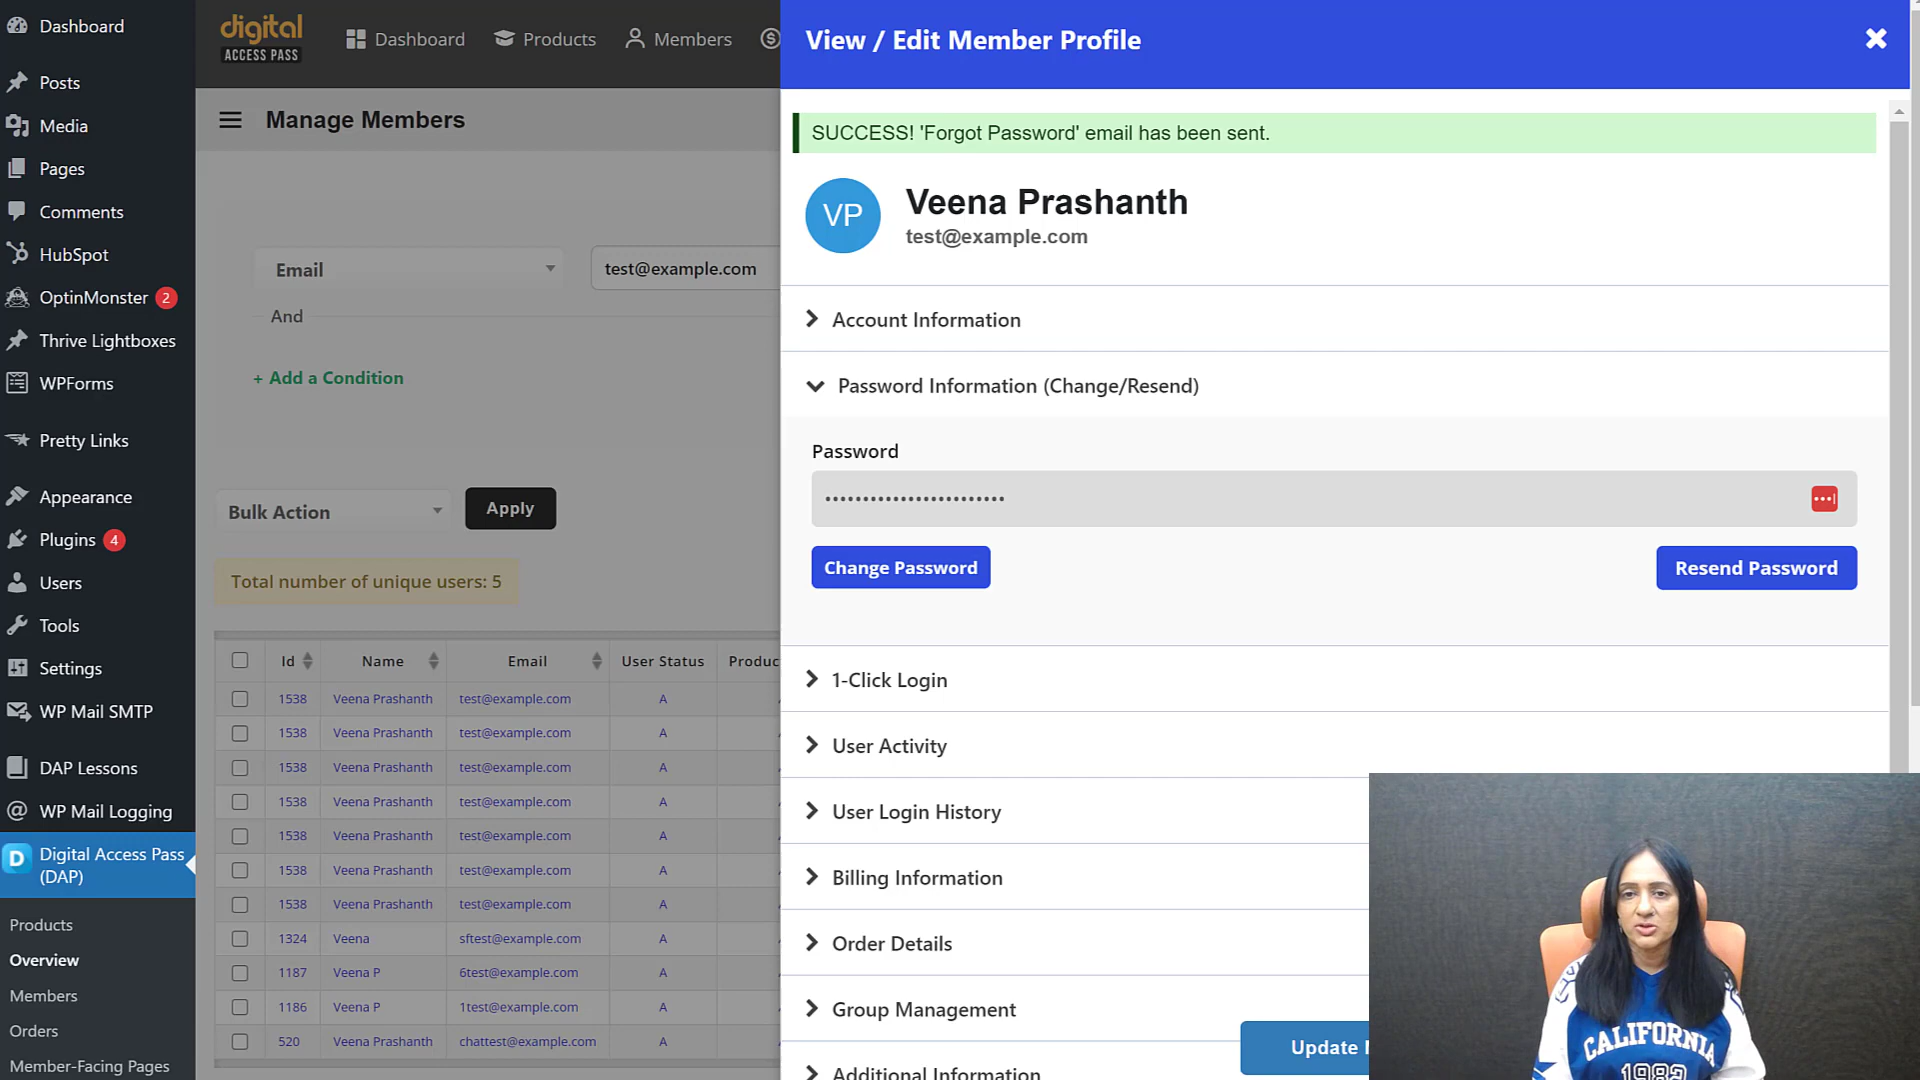 Dashboard
Posts
Media
Pages
Comments
HubSpot
OptinMonster 2
Thrive Lightboxes
WPForms
Pretty Links
Appearance
Plugins 4
Users
Tools
Settings
WP Mail SMTP
DAP Lessons
WP Mail Logging
D Digital Access Pass
(DAP)
Products
Overview
Members
Orders
Member-Facing Pages
digital
ACCESS PASS
Dashboard Products Members
Manage Members
Email test@example.com
And
+ Add a Condition
Bulk Action Apply
Total number of unique users: 5
Id Name Email User Status Produc
1538 Veena Prashanth test@example.com A
1538 Veena Prashanth test@example.com A
1538 Veena Prashanth test@example.com A
1538 Veena Prashanth test@example.com A
1538 Veena Prashanth test@example.com A
1538 Veena Prashanth test@example.com A
1538 Veena Prashanth test@example.com A
1324 Veena sftest@example.com A
1187 Veena P 6test@example.com A
1186 Veena P 1test@example.com A
520 Veena Prashanth chattest@example.com A
View / Edit Member Profile
SUCCESS! 'Forgot Password' email has been sent.
VP
Veena Prashanth
test@example.com
Account Information
Password Information (Change/Resend)
Password
Change Password Resend Password
1-Click Login
User Activity
User Login History
Billing Information
Order Details
Group Management
Update
Additional Information
CALIFORNIA
1982